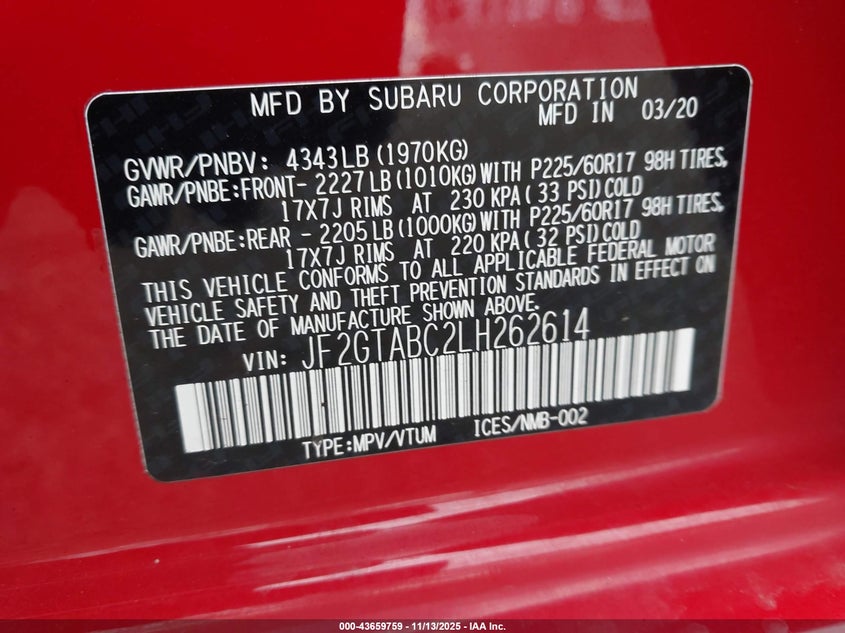 MFD BY SUBARU CORPORATION
MFD IN 03/20
GVWR/PNBV: 4343LB(1970KG)
GAWR/PNBE:FRONT- 2227LB(1010KG)WITH P225/60R17 98H TIRES,
17X7J RIMS AT 230 KPA( 33 PSI)COLD
GAWR/PNBE:REAR - 2205LB(1000KG)WITH P225/60R17 98H TIRES,
17X7J RIMS AT 220 KPA( 32 PSI)COLD
THIS VEHICLE CONFORMS TO ALL APPLICABLE FEDERAL MOTOR
VEHICLE SAFETY AND THEFT PREVENTION STANDARDS IN EFFECT ON
THE DATE OF MANUFACTURE SHOWN ABOVE.
VIN: JF2GTABC2LH262614
TYPE:MPV/VTUM ICES/NMB-002
000-43659759 — 11/13/2025 — IAA Inc.